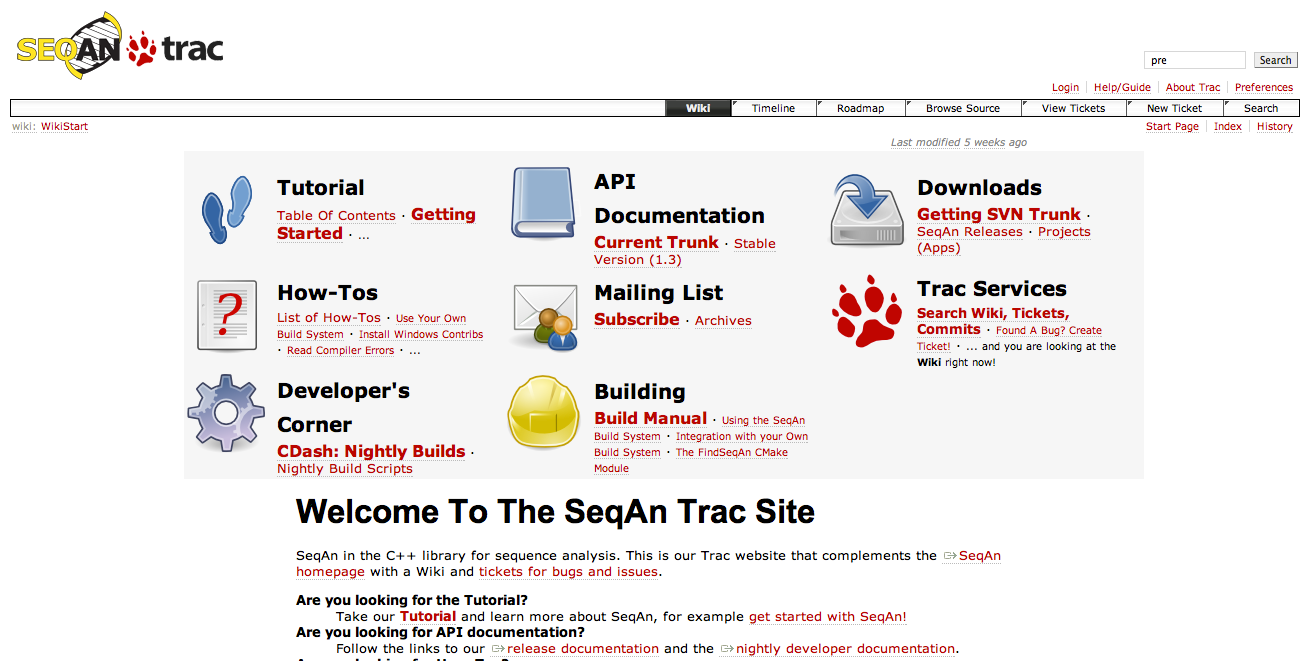 SEQAN trac
pre
Search
Login Help/Guide About Trac Preferences
Wiki Timeline Roadmap Browse Source View Tickets New Ticket Search
wiki: WikiStart
Start Page Index History
Last modified 5 weeks ago
Tutorial
Table Of Contents · Getting
Started · ...
API
Documentation
Current Trunk · Stable
Version (1.3)
Downloads
Getting SVN Trunk ·
SeqAn Releases · Projects
(Apps)
?
How-Tos
List of How-Tos · Use Your Own
Build System · Install Windows Contribs
· Read Compiler Errors · ...
Mailing List
Subscribe · Archives
Trac Services
Search Wiki, Tickets,
Commits · Found A Bug? Create
Ticket! · ... and you are looking at the
Wiki right now!
Developer's
Corner
CDash: Nightly Builds ·
Nightly Build Scripts
Building
Build Manual · Using the SeqAn
Build System · Integration with your Own
Build System · The FindSeqAn CMake
Module
Welcome To The SeqAn Trac Site
SeqAn in the C++ library for sequence analysis. This is our Trac website that complements the SeqAn
homepage with a Wiki and tickets for bugs and issues.
Are you looking for the Tutorial?
Take our Tutorial and learn more about SeqAn, for example get started with SeqAn!
Are you looking for API documentation?
Follow the links to our release documentation and the nightly developer documentation.